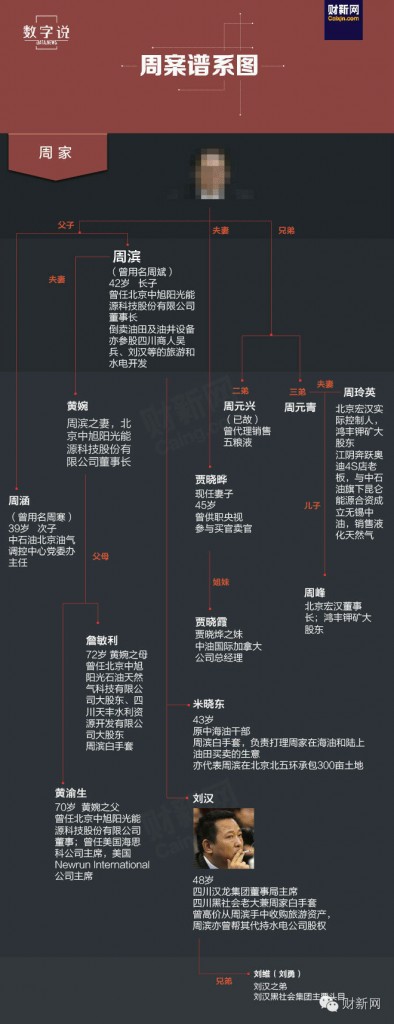 数字说
DATANEWS
财新网
Caixin.com
周案谱系图
周家
父子
夫妻
兄弟
周滨
（曾用名周斌）
42岁 长子
曾任北京中旭阳光能
源科技股份有限公司
董事长
倒卖油田及油井设备
亦参股四川商人吴
兵、刘汉等的旅游和
水电开发
夫妻
黄婉
周滨之妻，北
京中旭阳光能
源科技股份有
限公司董事长
二弟
周元兴
（已故）
曾代理销售
五粮液
三弟
周元青
夫妻
周玲英
北京宏汉实
际控制人，
鸿丰钾矿大
股东
江阴奔跃奥
迪4S店老
板，与中石
油旗下昆仑
能源合资成
立无锡中
油，销售液
化天然气
儿子
周峰
北京宏汉董事
长；鸿丰钾矿大
股东
周涵
（曾用名周寒）
39岁 次子
中石油北京油气
调控中心党委办
主任
贾晓晔
现任妻子
45岁
曾供职央视
参与买官卖官
姐妹
贾晓霞
贾晓烨之妹
中油国际加拿大
公司总经理
父母
詹敏利
72岁 黄婉之母
曾任北京中旭
阳光石油天然
气科技有限公
司大股东、四
川天丰水利资
源开发有限公
司大股东
周滨白手套
黄渝生
70岁 黄婉之父
曾任北京中旭阳光能
源科技股份有限公司
董事；曾任美国海思
科公司主席，美国
Newrun International
公司主席
米晓东
43岁
原中海油干部
周滨白手套，负责打理周家在海油和陆上
油田买卖的生意
亦代表周滨在北京北五环承包300亩土地
刘汉
48岁
四川汉龙集团董事局主席
四川黑社会老大兼周家白手套
曾高价从周滨手中收购旅游资产，
周滨亦曾帮其代持水电公司股权
兄弟
刘维（刘勇）
刘汉之弟
刘汉黑社会集团主要头目
财新网